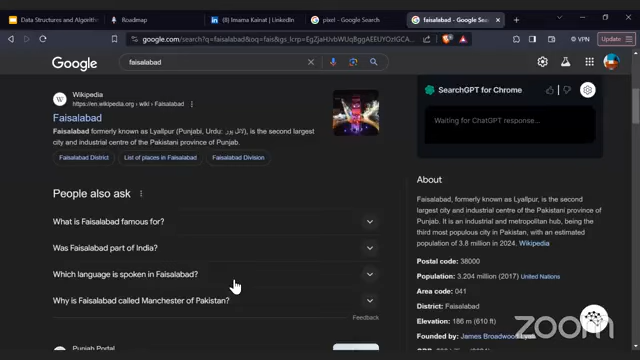 Data Structures and Algorithm
Roadmap
(1) Imama Kainat | LinkedIn
pixel - Google Search
faisalabad - Google Sea
google.com/search?q=faisalabad&oq=fais&gs_lcrp=EgZjaHJvbWUqBggAEEUYOzIGCA...
VPN
Update
Google
faisalabad
Wikipedia
https://en.wikipedia.org › wiki › Faisalabad
Faisalabad
Faisalabad formerly known as Lyallpur (Punjabi, Urdu: ), is the second largest
city and industrial centre of the Pakistani province of Punjab.
Faisalabad District
List of places in Faisalabad
Faisalabad Division
People also ask
What is Faisalabad famous for?
Was Faisalabad part of India?
Which language is spoken in Faisalabad?
Why is Faisalabad called Manchester of Pakistan?
Feedback
Punjab Portal
SearchGPT for Chrome
Waiting for ChatGPT response...
About
Faisalabad, formerly known as Lyallpur, is the second
largest city and industrial centre of the Pakistani province
of Punjab. It is an industrial and metropolitan hub, being
the third most populous city in Pakistan, with an estimated
population of 3.8 million in 2024. Wikipedia
Postal code: 38000
Population: 3.204 million (2017) United Nations
Area code: 041
District: Faisalabad
Elevation: 186 m (610 ft)
Founded by: James Broadwood Lyall
zoom